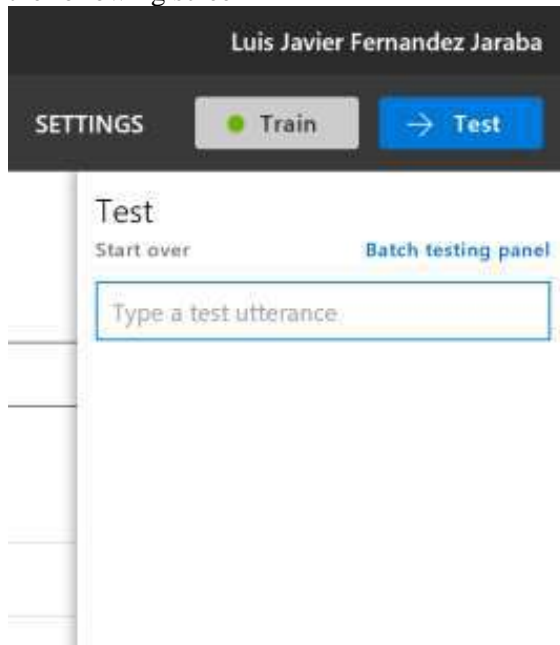 Luis Javier Fernandez Jaraba
SETTINGS Train → Test
Test
Start over Batch testing panel
Type a test utterance